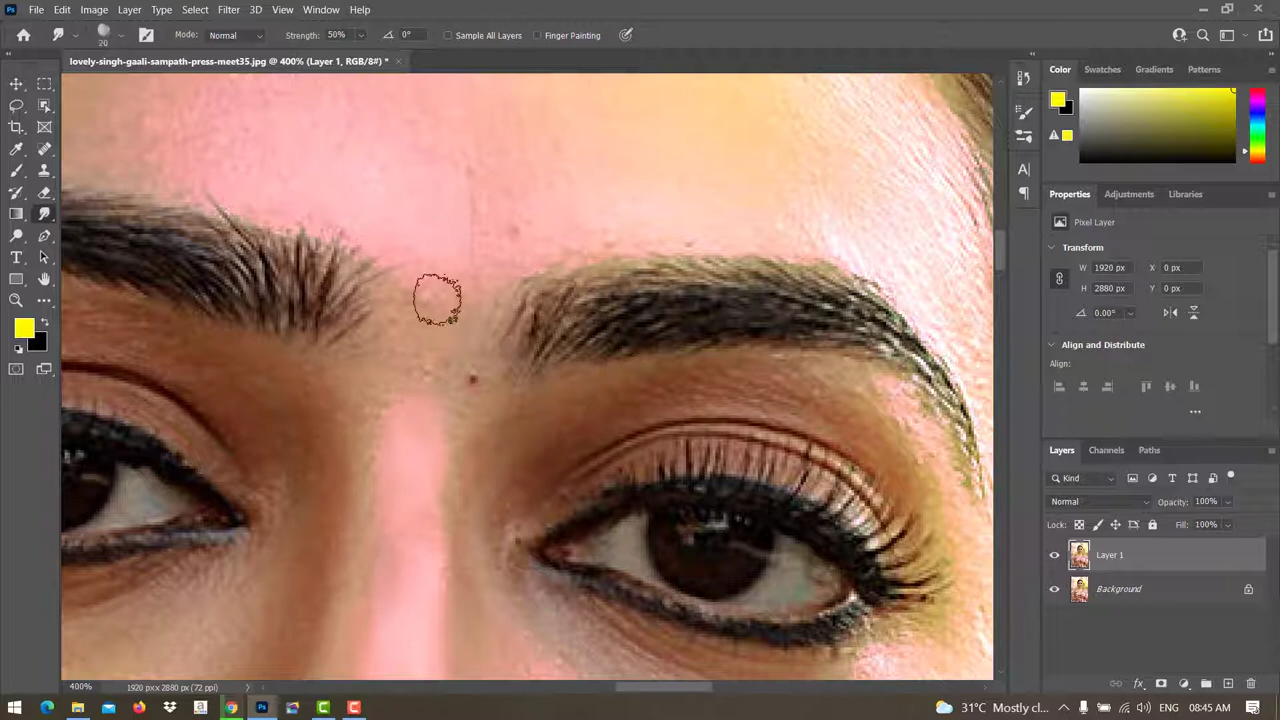 Ps File Edit Image Layer Type Select Filter 3D View Window Help
20 Mode: Normal Strength: 50% 0° Sample All Layers Finger Painting
lovely-singh-gaali-sampath-press-meet35.jpg @ 400% (Layer 1, RGB/8#) *
Color Swatches Gradients Patterns
Properties Adjustments Libraries
Pixel Layer
Transform
W 1920 px X 0 px
H 2880 px Y 0 px
0.00°
Align and Distribute
Align:
Layers Channels Paths
Kind
Normal Opacity: 100%
Lock: Fill: 100%
Layer 1
Background
400% 1920 px x 2880 px (72 ppi)
31°C Mostly cl... ENG 08:45 AM